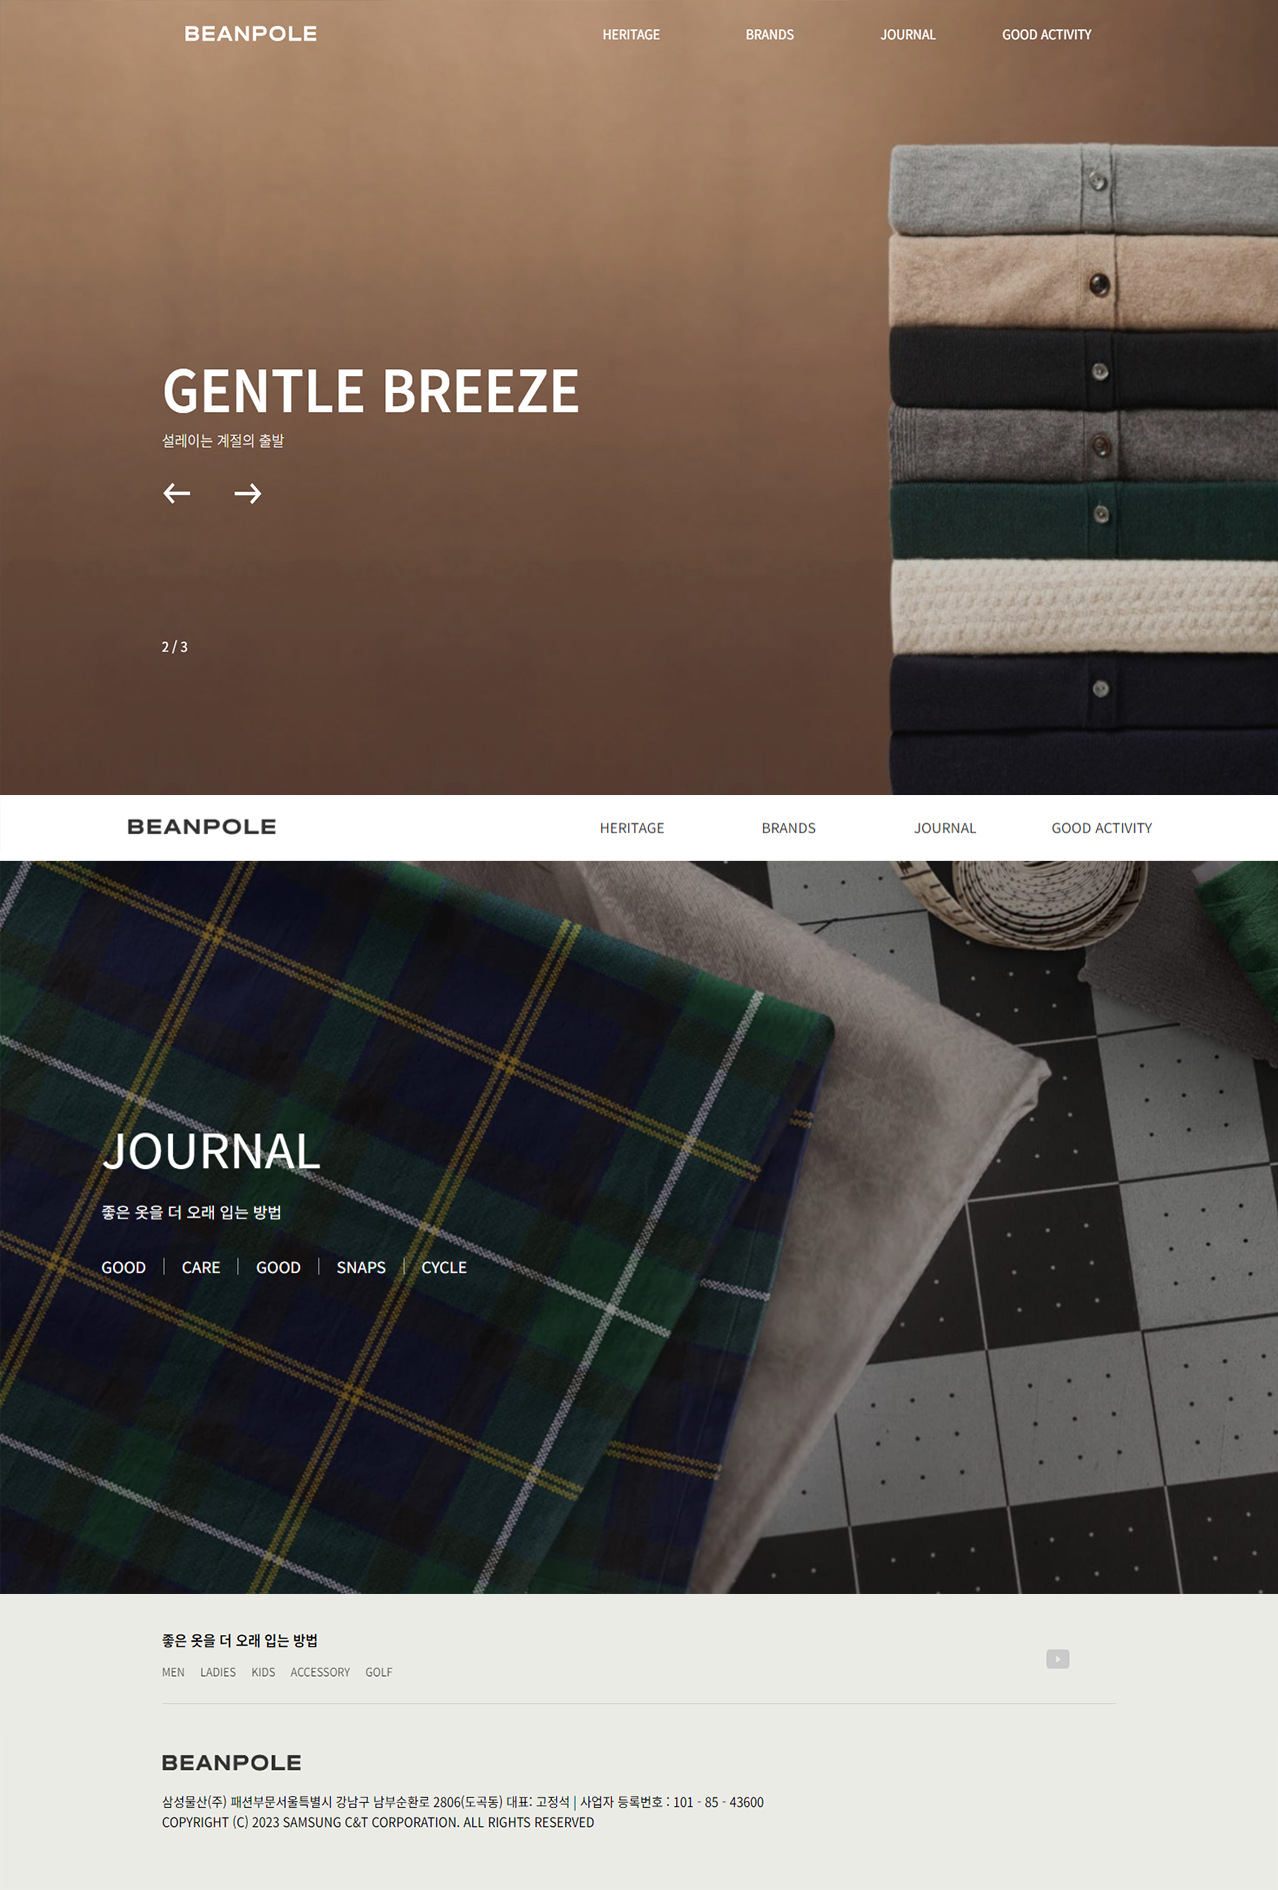 BEANPOLE HERITAGE BRANDS JOURNAL GOOD ACTIVITY
GENTLE BREEZE
설레이는 계절의 출발
2 / 3
BEANPOLE HERITAGE BRANDS JOURNAL GOOD ACTIVITY
JOURNAL
좋은 옷을 더 오래 입는 방법
GOOD | CARE | GOOD | SNAPS | CYCLE
좋은 옷을 더 오래 입는 방법
MEN LADIES KIDS ACCESSORY GOLF
BEANPOLE
삼성물산(주) 패션부문서울특별시 강남구 남부순환로 2806(도곡동) 대표: 고정석 | 사업자 등록번호 : 101 - 85 - 43600
COPYRIGHT (C) 2023 SAMSUNG C&T CORPORATION. ALL RIGHTS RESERVED